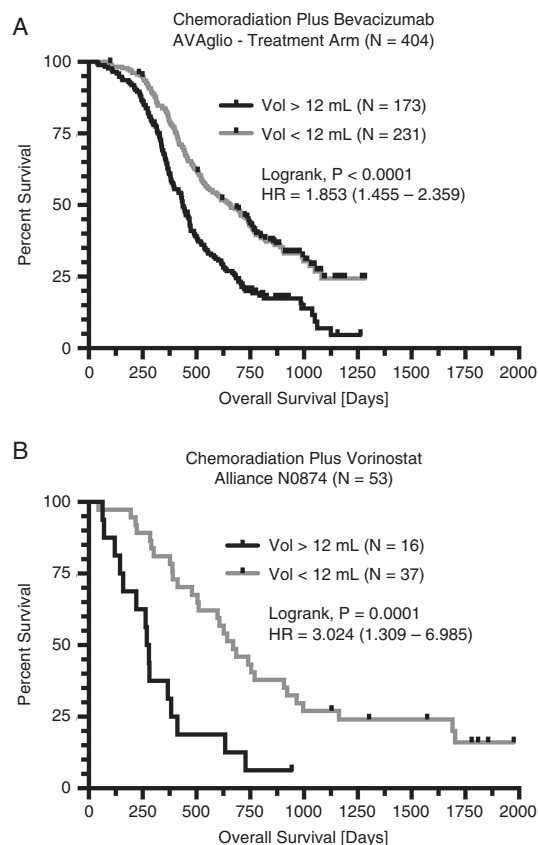 A
Chemoradiation Plus Bevacizumab
AVAglio - Treatment Arm (N = 404)
100
75
50
25
0
Percent Survival
Vol > 12 mL (N = 173)
Vol < 12 mL (N = 231)
Logrank, P < 0.0001
HR = 1.853 (1.455 – 2.359)
0 250 500 750 1000 1250 1500 1750 2000
Overall Survival [Days]
B
Chemoradiation Plus Vorinostat
Alliance N0874 (N = 53)
100
75
50
25
0
Percent Survival
Vol > 12 mL (N = 16)
Vol < 12 mL (N = 37)
Logrank, P = 0.0001
HR = 3.024 (1.309 – 6.985)
0 250 500 750 1000 1250 1500 1750 2000
Overall Survival [Days]